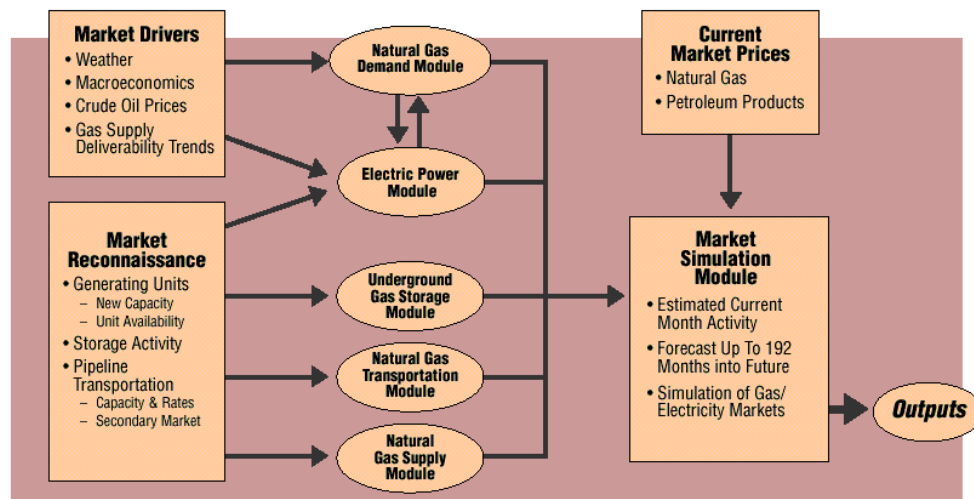 Market Drivers
• Weather
• Macroeconomics
• Crude Oil Prices
• Gas Supply
Deliverability Trends
Market
Reconnaissance
• Generating Units
– New Capacity
– Unit Availability
• Storage Activity
• Pipeline
Transportation
– Capacity & Rates
– Secondary Market
Natural Gas
Demand Module
Electric Power
Module
Underground
Gas Storage
Module
Natural Gas
Transportation
Module
Natural
Gas Supply
Module
Current
Market Prices
• Natural Gas
• Petroleum Products
Market
Simulation
Module
• Estimated Current
Month Activity
• Forecast Up To 192
Months into Future
• Simulation of Gas/
Electricity Markets
Outputs